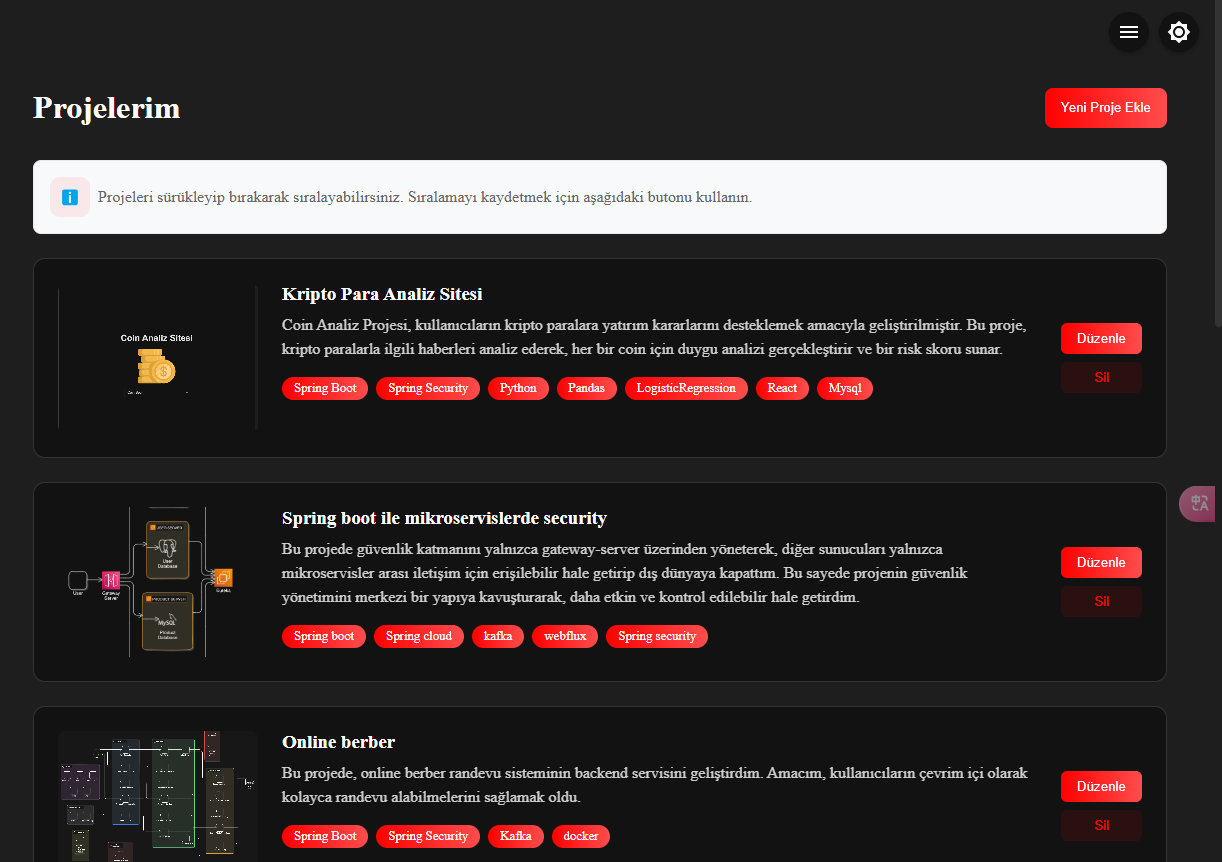 Projelerim
Yeni Proje Ekle
Projeleri sürükleyip bırakarak sıralayabilirsiniz. Sıralamayı kaydetmek için aşağıdaki butonu kullanın.
Coin Analiz Sitesi
Kripto Para Analiz Sitesi
Coin Analiz Projesi, kullanıcıların kripto paralara yatırım kararlarını desteklemek amacıyla geliştirilmiştir. Bu proje,
kripto paralarla ilgili haberleri analiz ederek, her bir coin için duygu analizi gerçekleştirir ve bir risk skoru sunar.
Spring Boot Spring Security Python Pandas LogisticRegression React Mysql
Düzenle
Sil
User
Gateway
Server
USER-SERVER
User
Database
PRODUCT SERVER
MySQL
Product
Database
Eureka
Spring boot ile mikroservislerde security
Bu projede güvenlik katmanını yalnızca gateway-server üzerinden yöneterek, diğer sunucuları yalnızca
mikroservisler arası iletişim için erişilebilir hale getirip dış dünyaya kapattım. Bu sayede projenin güvenlik
yönetimini merkezi bir yapıya kavuşturarak, daha etkin ve kontrol edilebilir hale getirdim.
Spring boot Spring cloud kafka webflux Spring security
Düzenle
Sil
Online berber
Bu projede, online berber randevu sisteminin backend servisini geliştirdim. Amacım, kullanıcıların çevrim içi olarak
kolayca randevu alabilmelerini sağlamak oldu.
Spring Boot Spring Security Kafka docker
Düzenle
Sil